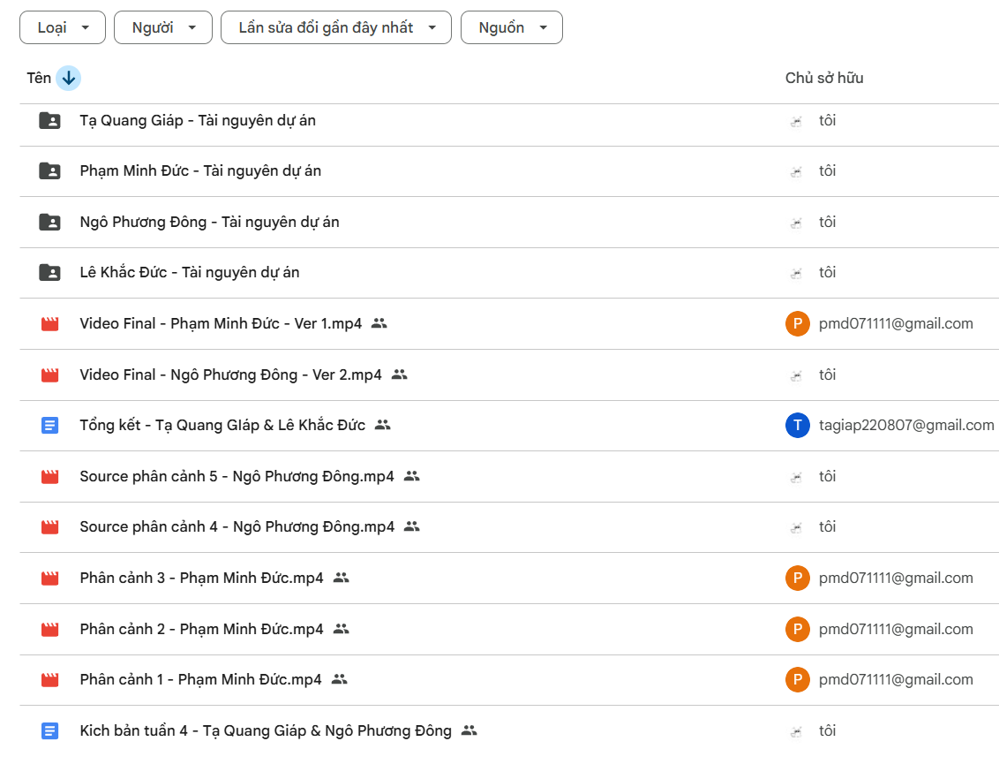 Loại
Người
Lần sửa đổi gần đây nhất
Nguồn
Tên
Chủ sở hữu
Tạ Quang Giáp - Tài nguyên dự án
tôi
Phạm Minh Đức - Tài nguyên dự án
tôi
Ngô Phương Đông - Tài nguyên dự án
tôi
Lê Khắc Đức - Tài nguyên dự án
tôi
Video Final - Phạm Minh Đức - Ver 1.mp4
P pmd071111@gmail.com
Video Final - Ngô Phương Đông - Ver 2.mp4
tôi
Tổng kết - Tạ Quang GIáp & Lê Khắc Đức
T tagiap220807@gmail.com
Source phân cảnh 5 - Ngô Phương Đông.mp4
tôi
Source phân cảnh 4 - Ngô Phương Đông.mp4
tôi
Phân cảnh 3 - Phạm Minh Đức.mp4
P pmd071111@gmail.com
Phân cảnh 2 - Phạm Minh Đức.mp4
P pmd071111@gmail.com
Phân cảnh 1 - Phạm Minh Đức.mp4
P pmd071111@gmail.com
Kich bản tuần 4 - Tạ Quang Giáp & Ngô Phương Đông
tôi